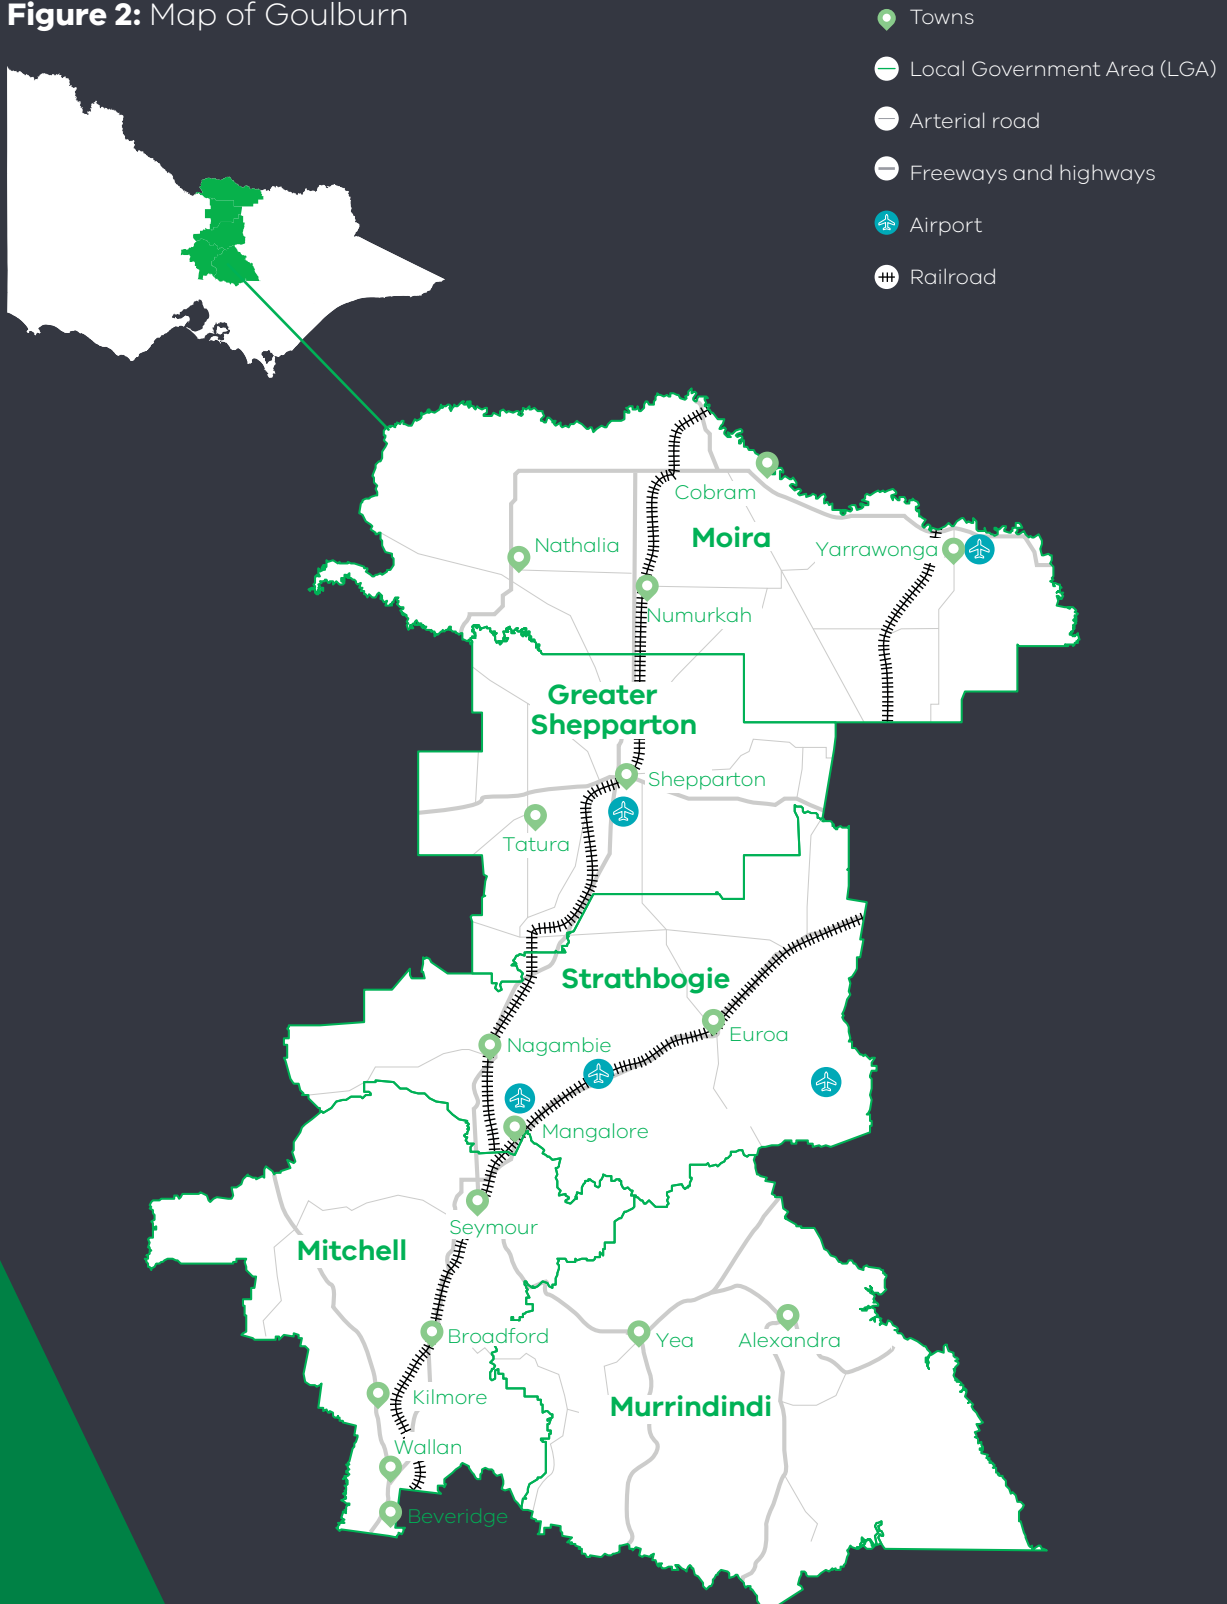 Figure 2: Map of Goulburn
Towns
Local Government Area (LGA)
Arterial road
Freeways and highways
Airport
Railroad
Cobram
Moira
Nathalia
Yarrawonga
Numurkah
Greater
Shepparton
Shepparton
Tatura
Strathbogie
Euroa
Nagambie
Mangalore
Seymour
Mitchell
Broadford
Yea
Alexandra
Kilmore
Murrindindi
Wallan
Beveridge